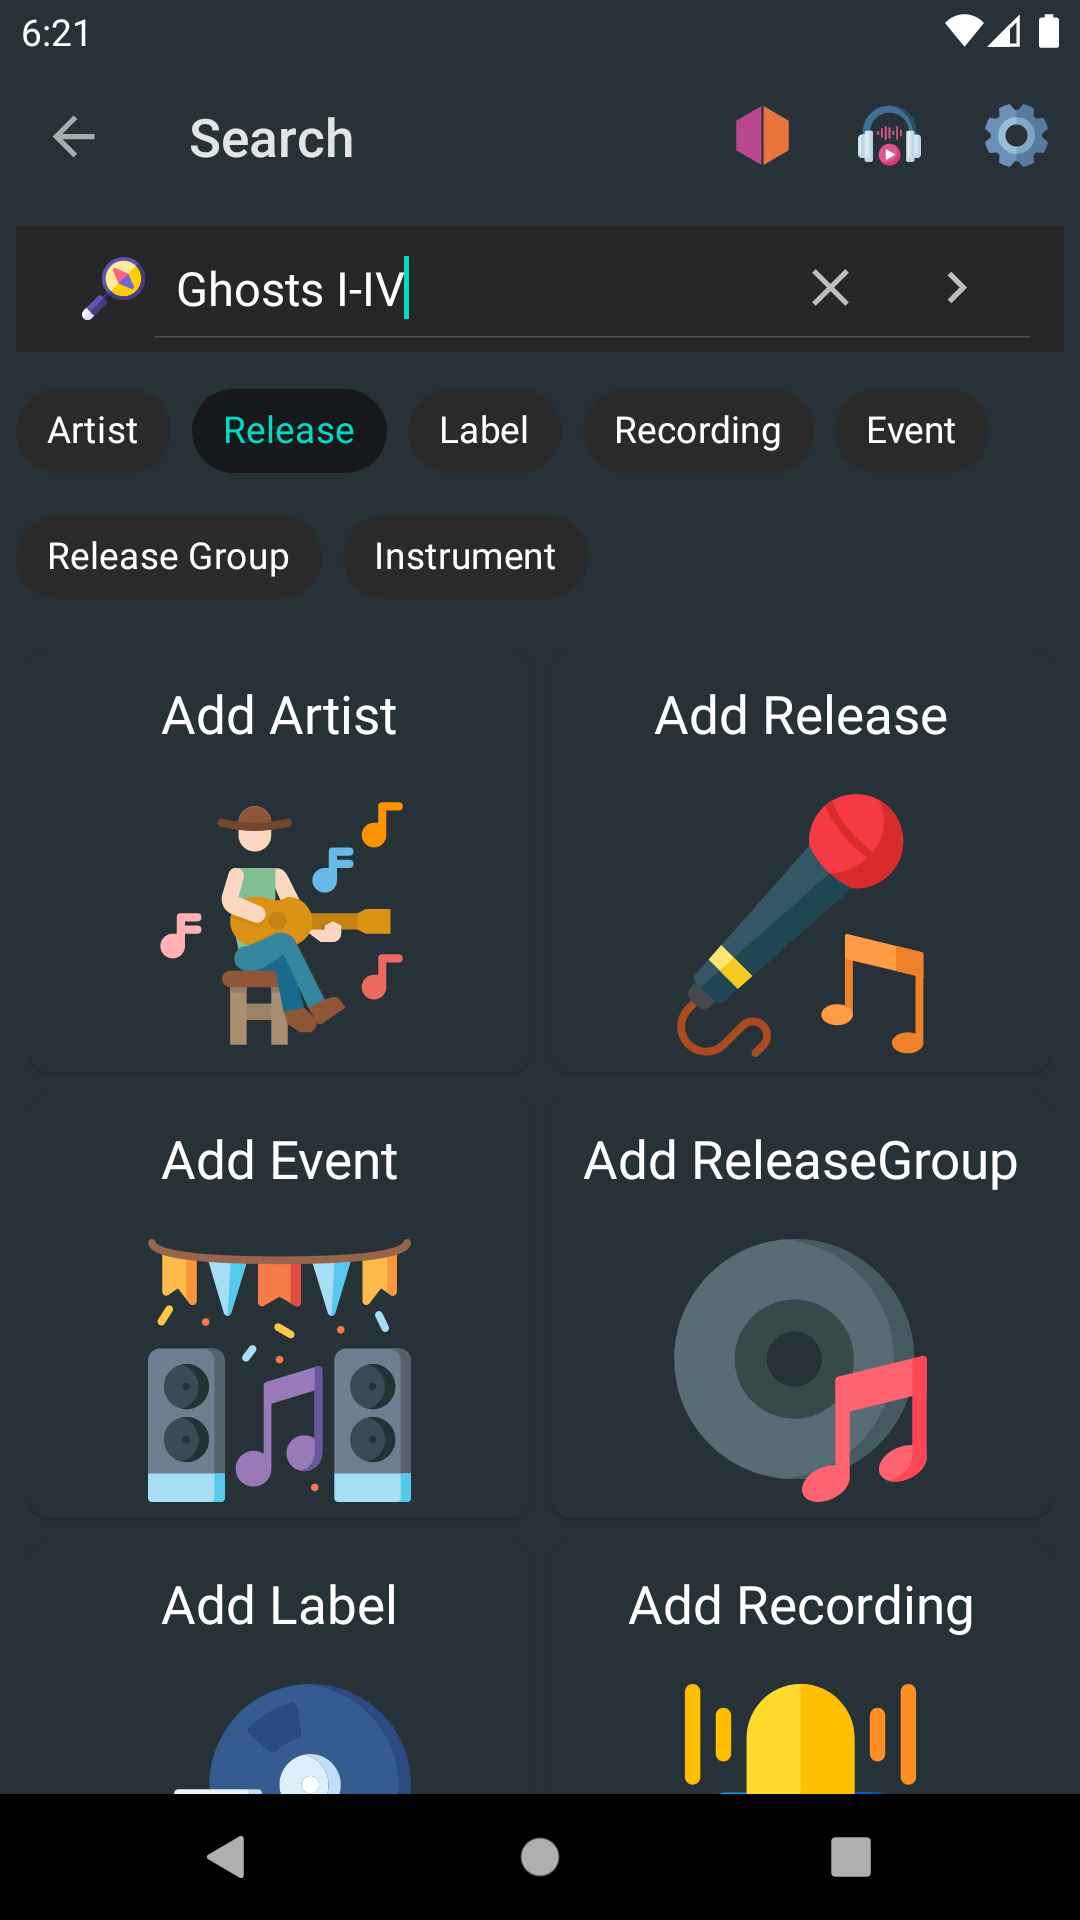 6:21
Search
Ghosts I-IV
Artist
Release
Label
Recording
Event
Release Group
Instrument
Add Artist
Add Release
Add Event
Add ReleaseGroup
Add Label
Add Recording